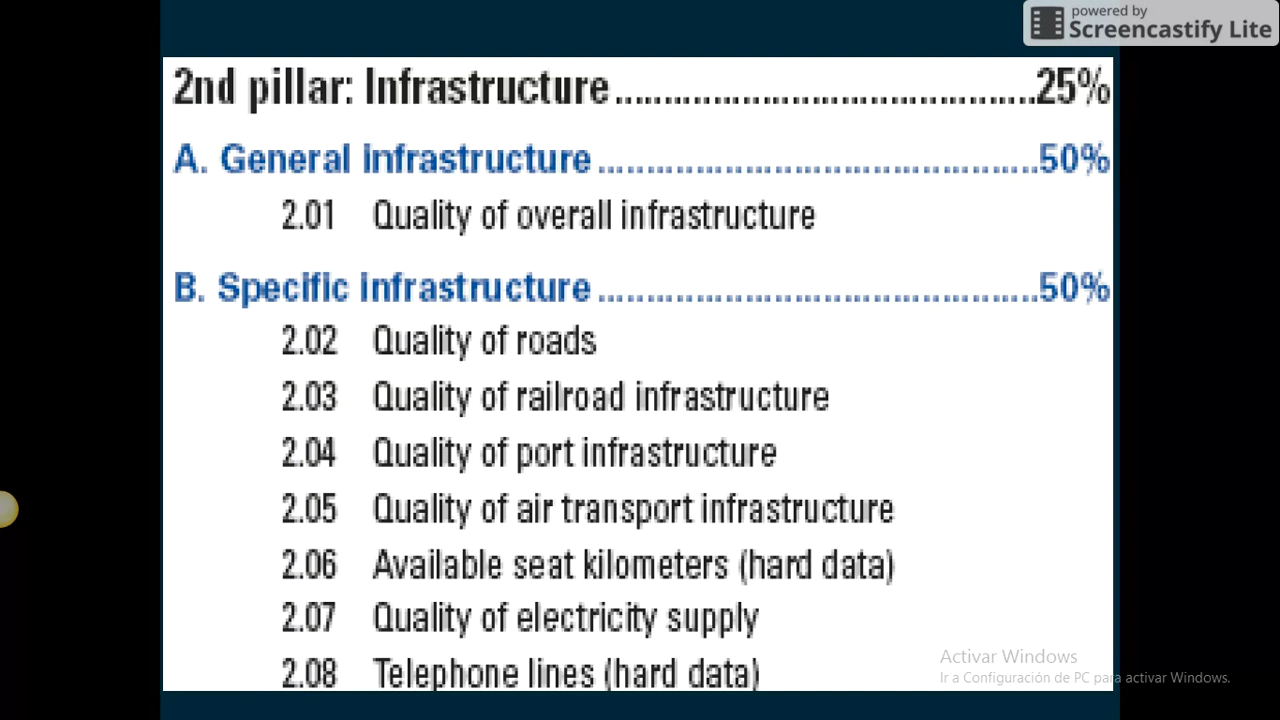 powered by
Screencastify Lite
2nd pillar: Infrastructure..........................................25%
A. General infrastructure..........................................50%
2.01 Quality of overall infrastructure
B. Specific infrastructure..........................................50%
2.02 Quality of roads
2.03 Quality of railroad infrastructure
2.04 Quality of port infrastructure
2.05 Quality of air transport infrastructure
2.06 Available seat kilometers (hard data)
2.07 Quality of electricity supply
2.08 Telephone lines (hard data)
Activar Windows
Ir a Configuración de PC para activar Windows.